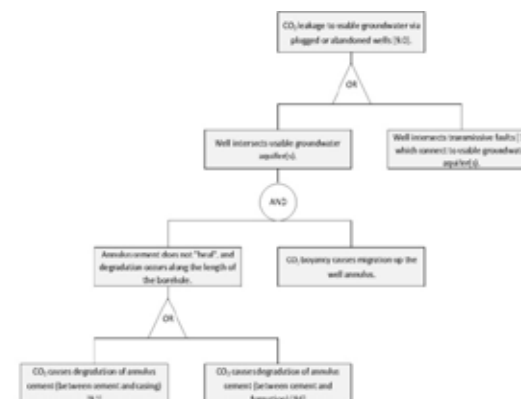 CO₂ leakage to usable groundwater via
plugged or abandoned wells [9.0].
OR
Well intersects usable groundwater
aquifer(s).
Well intersects transmissive faults
which connect to usable groundwat
aquifer(s).
AND
Annulus cement does not "heal", and
degradation occurs along the length of
the borehole.
CO₂ boyancy causes migration up the
well annulus.
OR
CO₂ causes degradation of annulus
cement (between cement and casing)
CO₂ causes degradation of annulus
cement (between cement and